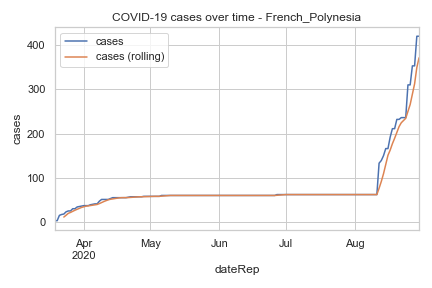 COVID-19 cases over time - French_Polynesia
cases
cases (rolling)
400
300
200
100
0
cases
Apr
2020
May
Jun
Jul
Aug
dateRep